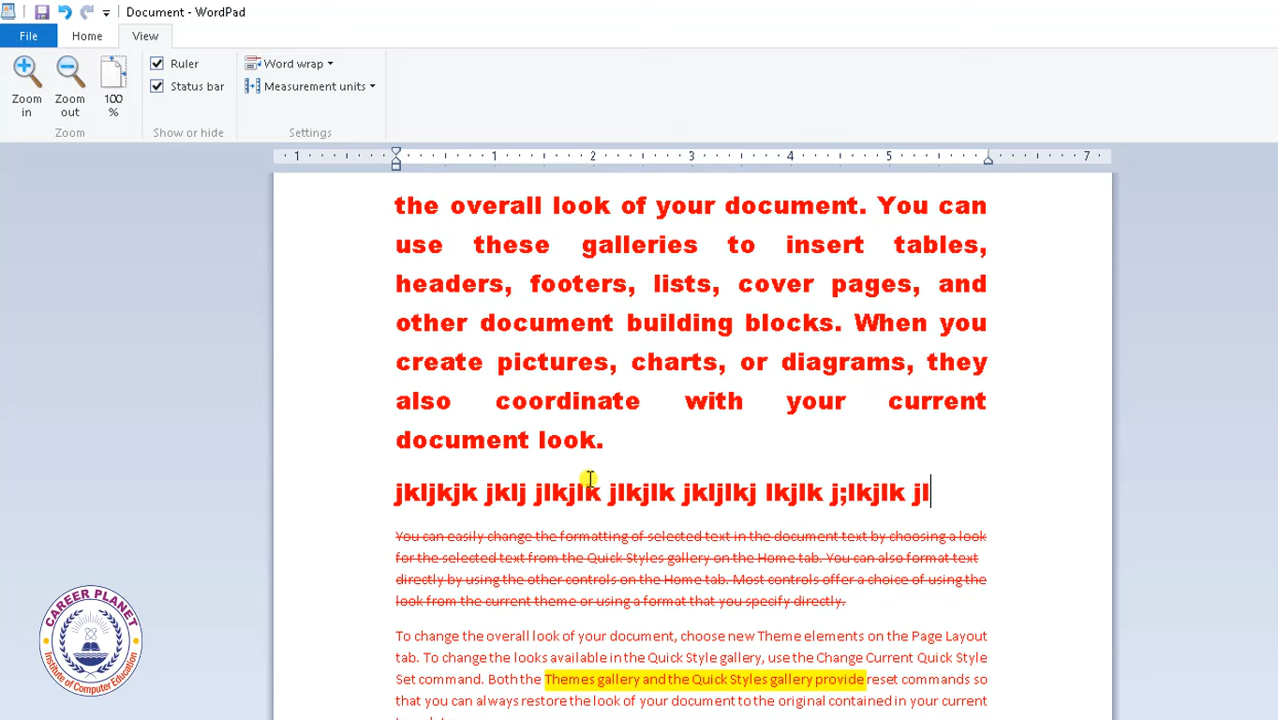 Document - WordPad
File Home View
Zoom in
Zoom out
100 %
Ruler
Status bar
Word wrap
Measurement units
Zoom Show or hide Settings
1 1 2 3 4 5 7
the overall look of your document. You can
use these galleries to insert tables,
headers, footers, lists, cover pages, and
other document building blocks. When you
create pictures, charts, or diagrams, they
also coordinate with your current
document look.
jkljkjk jklj jlkjlk jlkjlk jkljlkj lkjlk j;lkjlk jl
You can easily change the formatting of selected text in the document text by choosing a look
for the selected text from the Quick Styles gallery on the Home tab. You can also format text
directly by using the other controls on the Home tab. Most controls offer a choice of using the
look from the current theme or using a format that you specify directly.
To change the overall look of your document, choose new Theme elements on the Page Layout
tab. To change the looks available in the Quick Style gallery, use the Change Current Quick Style
Set command. Both the Themes gallery and the Quick Styles gallery provide reset commands so
that you can always restore the look of your document to the original contained in your current
CAREER PLANET
Institute of Computer Education